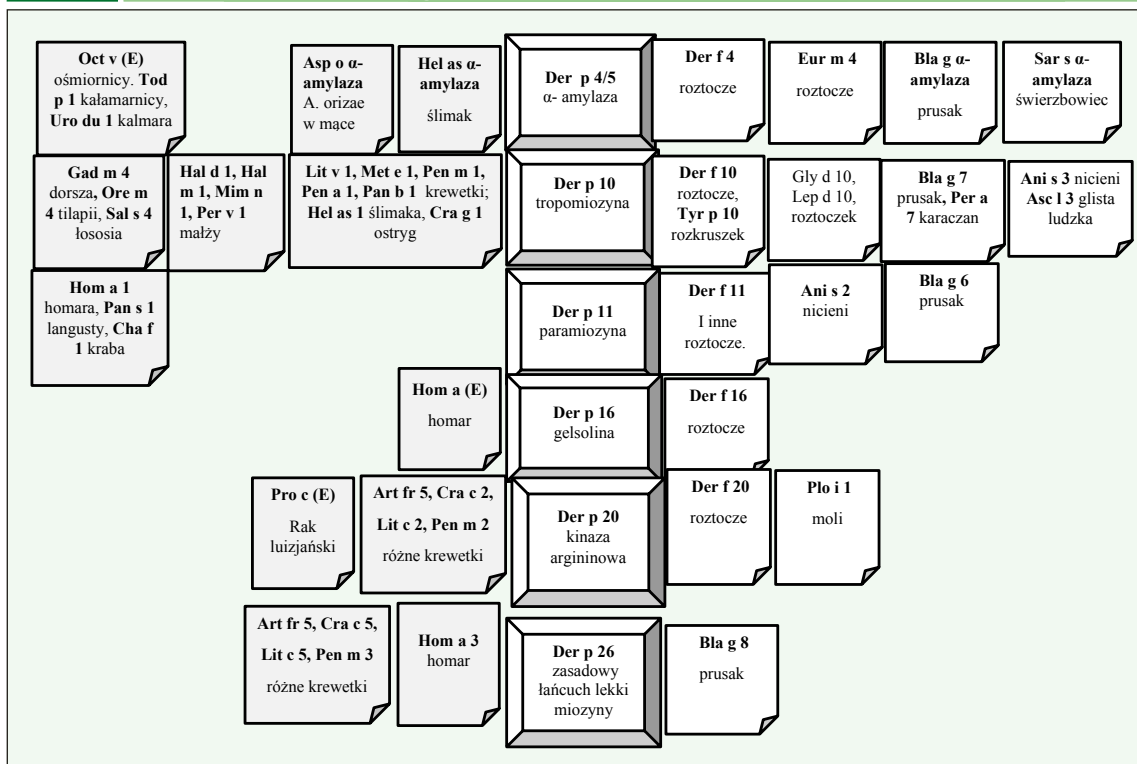 Oct v (E)
ośmiornicy. Tod
p 1 kałamarnicy,
Uro du 1 kalmara
Asp o α-
amylaza
A. orizae
w mące
Hel as α-
amylaza
ślimak
Der p 4/5
α- amylaza
Der f 4
roztocze
Eur m 4
roztocze
Bla g α-
amylaza
prusak
Sar s α-
amylaza
świerzbowiec
Gad m 4
dorsza, Ore m
4 tilapii, Sal s 4
łososia
Hal d 1, Hal
m 1, Mim n
1, Per v 1
małży
Lit v 1, Met e 1, Pen m 1,
Pen a 1, Pan b 1 krewetki;
Hel as 1 ślimaka, Cra g 1
ostryg
Der p 10
tropomiozyna
Der f 10
roztocze,
Tyr p 10
rozkruszek
Gly d 10,
Lep d 10,
roztoczek
Bla g 7
prusak, Per a
7 karaczan
Ani s 3 nicieni
Asc l 3 glista
ludzka
Hom a 1
homara, Pan s 1
langusty, Cha f
1 kraba
Der p 11
paramiozyna
Der f 11
I inne
roztocze.
Ani s 2
nicieni
Bla g 6
prusak
Hom a (E)
homar
Der p 16
gelsolina
Der f 16
roztocze
Pro c (E)
Rak
luizjański
Art fr 5, Cra c 2,
Lit c 2, Pen m 2
różne krewetki
Der p 20
kinaza
argininowa
Der f 20
roztocze
Plo i 1
moli
Art fr 5, Cra c 5,
Lit c 5, Pen m 3
różne krewetki
Hom a 3
homar
Der p 26
zasadowy
łańcuch lekki
miozyny
Bla g 8
prusak